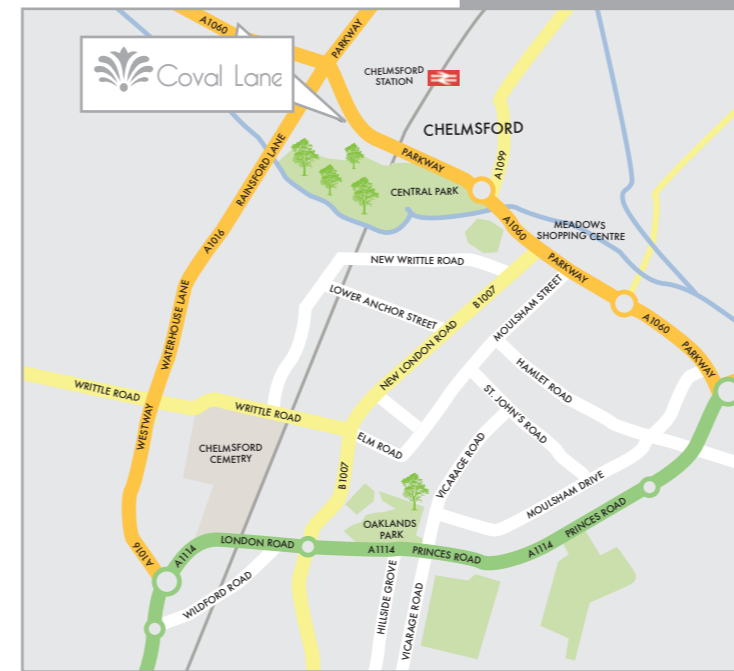 A1060
PARKWAY
Coval Lane
CHELMSFORD
STATION
CHELMSFORD
PARKWAY
A1099
RAINSFORD LANE
CENTRAL PARK
A1016
A1060
MEADOWS
SHOPPING CENTRE
PARKWAY
NEW WRITTLE ROAD
LOWER ANCHOR STREET
B1007
MOULSHAM STREET
A1060
PARKWAY
WATERHOUSE LANE
NEW LONDON ROAD
HAMLET ROAD
ST. JOHN'S ROAD
WRITTLE ROAD
WRITTLE ROAD
WESTWAY
ELM ROAD
CHELMSFORD
CEMETRY
VICARAGE ROAD
B1007
MOULSHAM DRIVE
OAKLANDS
PARK
PRINCES ROAD
LONDON ROAD
A1114
PRINCES ROAD
A1114
A1016
A1114
WILDFORD ROAD
HILLSIDE GROVE
VICARAGE ROAD